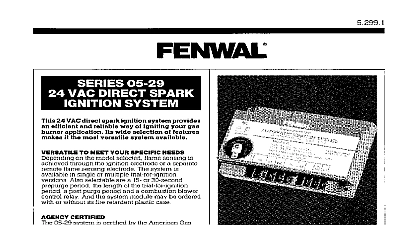 5.299.1
FENWAL®
SERIES 05-29
24 VAC DIRECT SPARK
IGNITION SYSTEM
This 24 VAC direct spark ignition system provides
an efficient and reliable way of igniting your gas
burner application. Its wide selection of features
makes it the most versatile system available.
VERSATILE TO MEET YOUR SPECIFIC NEEDS
Depending on the model selected, flame sensing is
achieved through the ignition electrode or a separate
remote flame sensing electrode. The system is
available in single or multiple trial-for-ignition
versions. Also selectable are a 15- or 30-second
prepurge period, the length of the trial-for-ignition
period, a post purge period and a combustion blower
control relay. And the system module may be ordered
with or without its fire retardant plastic case.
AGENCY CERTIFIED
The 05-29 system is certified by the American Gas